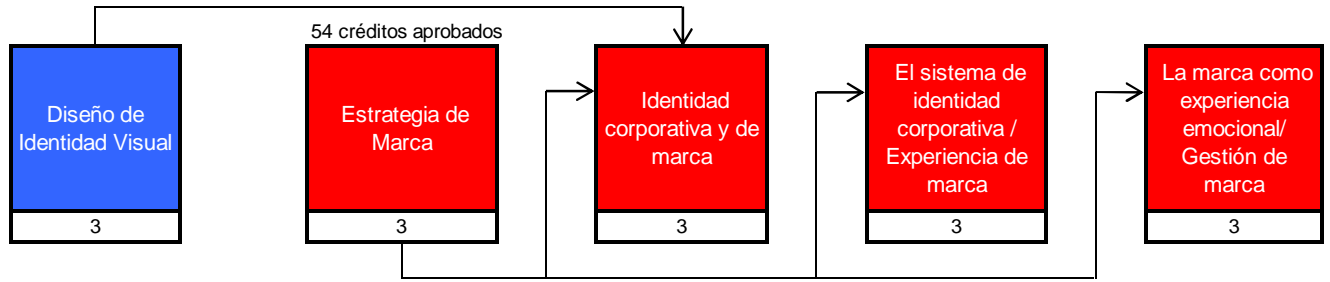 54 créditos aprobados
Diseño de
Identidad Visual
3
Estrategia de
Marca
3
Identidad
corporativa y de
marca
3
El sistema de
identidad
corporativa /
Experiencia de
marca
3
La marca como
experiencia
emocional/
Gestión de
marca
3